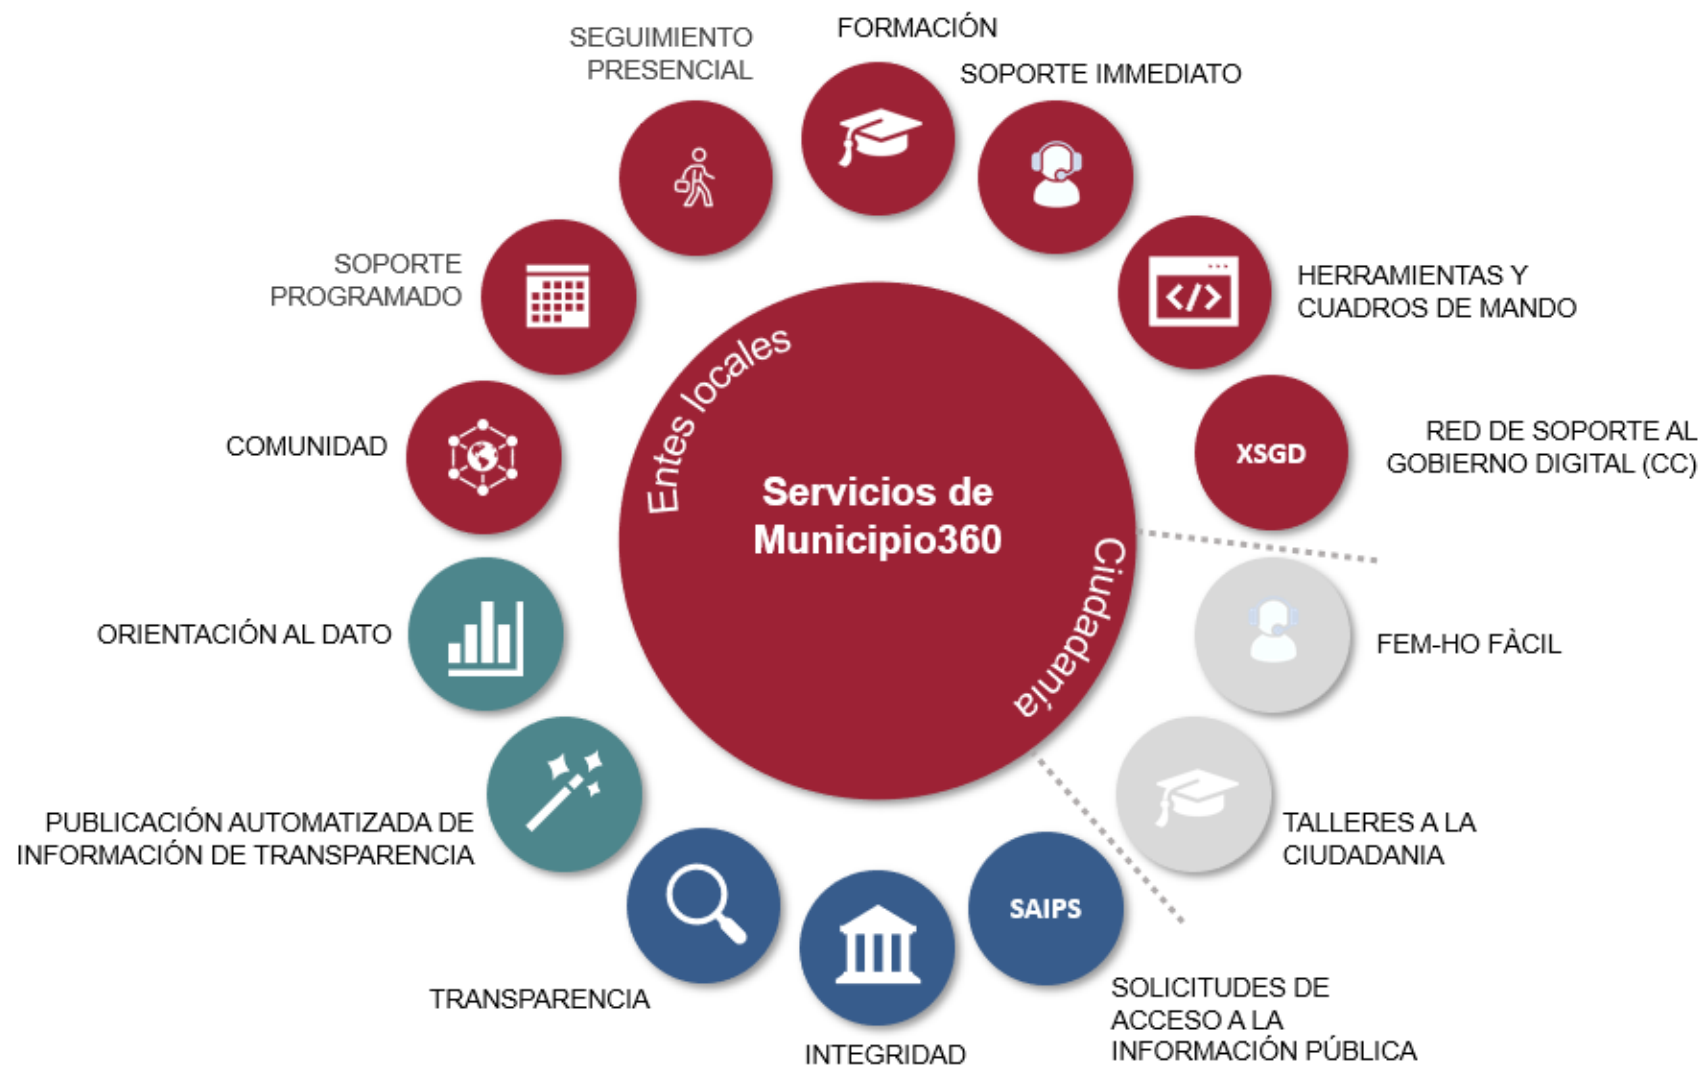 FORMACIÓN
SEGUIMIENTO
PRESENCIAL
SOPORTE IMMEDIATO
SOPORTE
PROGRAMADO
HERRAMIENTAS Y
CUADROS DE MANDO
COMUNIDAD
XSGD
RED DE SOPORTE AL
GOBIERNO DIGITAL (CC)
Entes locales
Servicios de
Municipio360
Ciudadanía
ORIENTACIÓN AL DATO
FEM-HO FÀCIL
PUBLICACIÓN AUTOMATIZADA DE
INFORMACIÓN DE TRANSPARENCIA
TALLERES A LA
CIUDADANIA
SAIPS
TRANSPARENCIA
INTEGRIDAD
SOLICITUDES DE
ACCESO A LA
INFORMACIÓN PÚBLICA